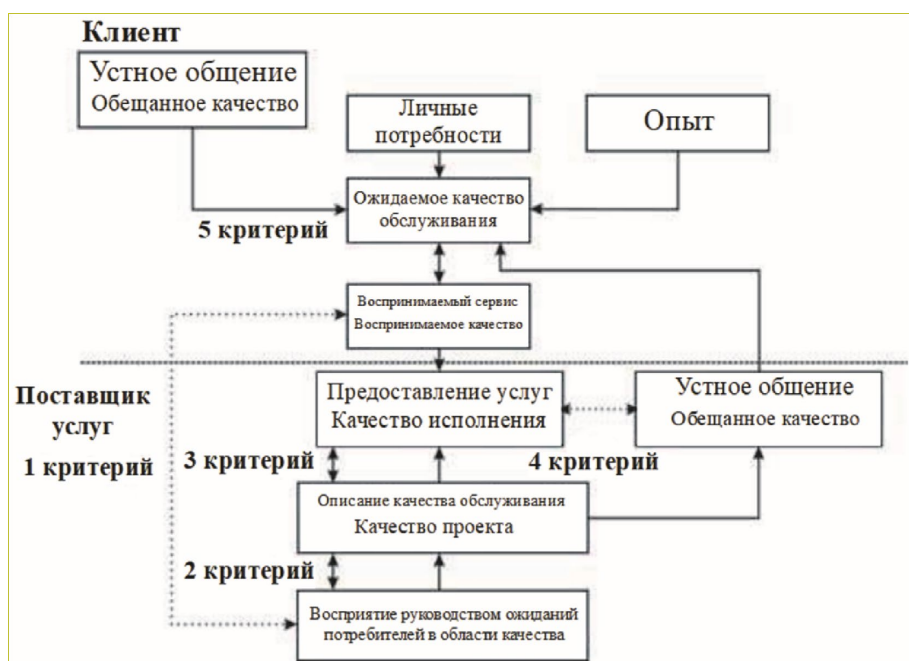 Клиент
Устное общение
Обещанное качество
Личные
потребности
Опыт
Ожидаемое качество
обслуживания
5 критерий
Воспринимаемый сервис
Воспринимаемое качество
Поставщик
услуг
1 критерий
Предоставление услуг
Качество исполнения
Устное общение
Обещанное качество
3 критерий
4 критерий
Описание качества обслуживания
Качество проекта
2 критерий
Восприятие руководством ожиданий
потребителей в области качества